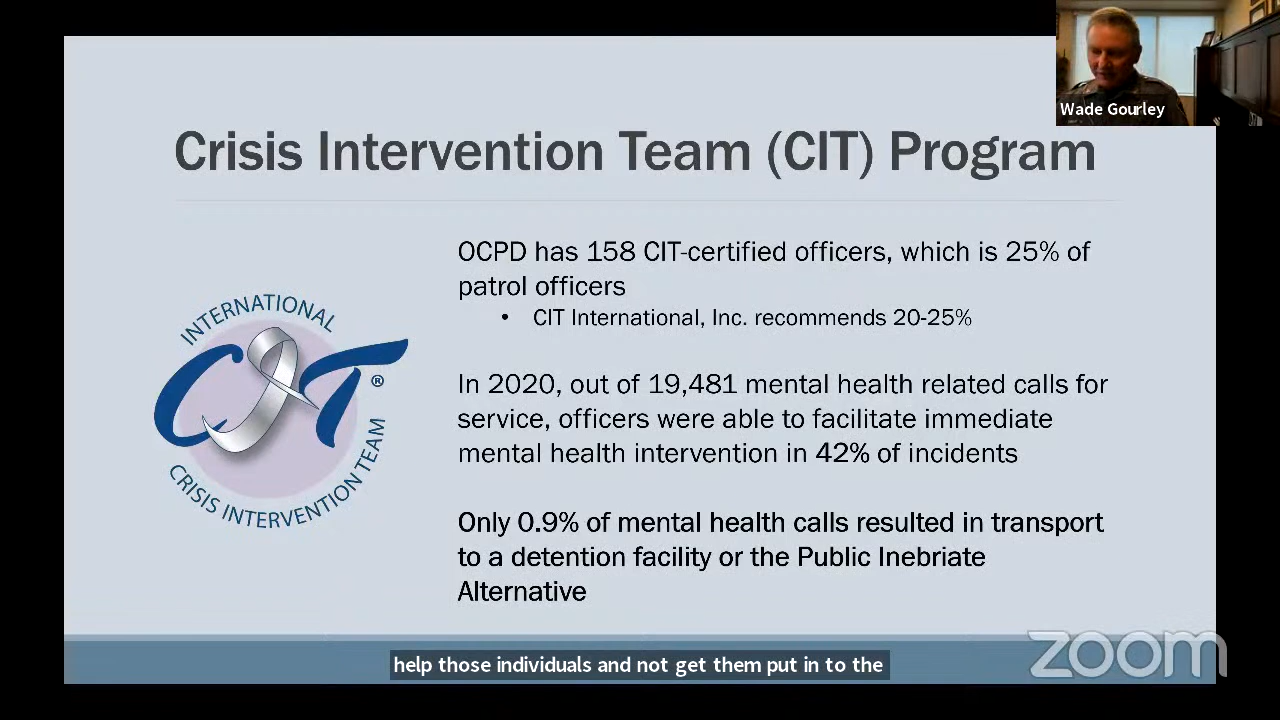 Wade Gourley
Crisis Intervention Team (CIT) Program
OCPD has 158 CIT-certified officers, which is 25% of
patrol officers
• CIT International, Inc. recommends 20-25%
In 2020, out of 19,481 mental health related calls for
service, officers were able to facilitate immediate
mental health intervention in 42% of incidents
Only 0.9% of mental health calls resulted in transport
to a detention facility or the Public Inebriate
Alternative
INTERNATIONAL
CIT®
CRISIS INTERVENTION TEAM
help those individuals and not get them put in to the
zoom